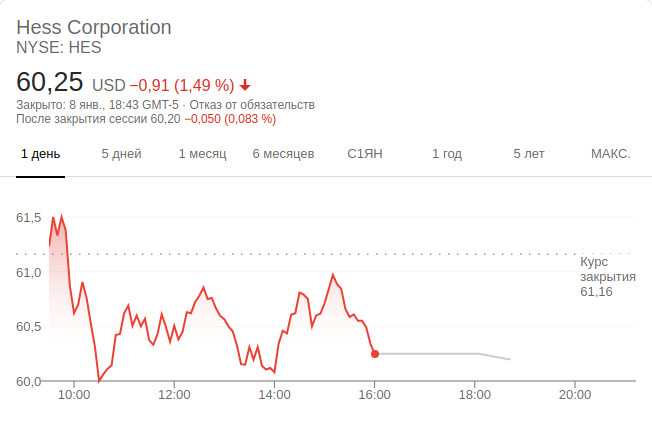 Hess Corporation
NYSE: HES
60,25 USD −0,91 (1,49 %)
Закрыто: 8 янв., 18:43 GMT-5 · Отказ от обязательств
После закрытия сессии 60,20 −0,050 (0,083 %)
1 день 5 дней 1 месяц 6 месяцев С1ЯН 1 год 5 лет МАКС.
61,5
Курс
закрытия
61,16
61,0
60,5
60,0
10:00 12:00 14:00 16:00 18:00 20:00